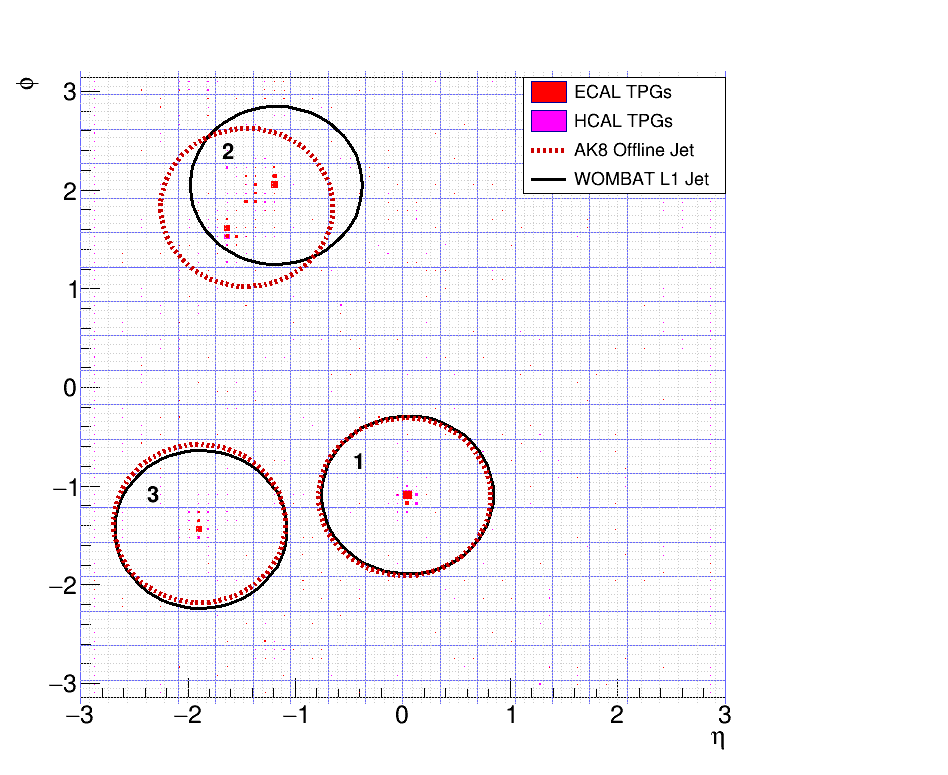 ϕ
3
2
1
0
−1
−2
−3
ECAL TPGs
HCAL TPGs
AK8 Offline Jet
WOMBAT L1 Jet
2
1
3
−3 −2 −1 0 1 2 3
η